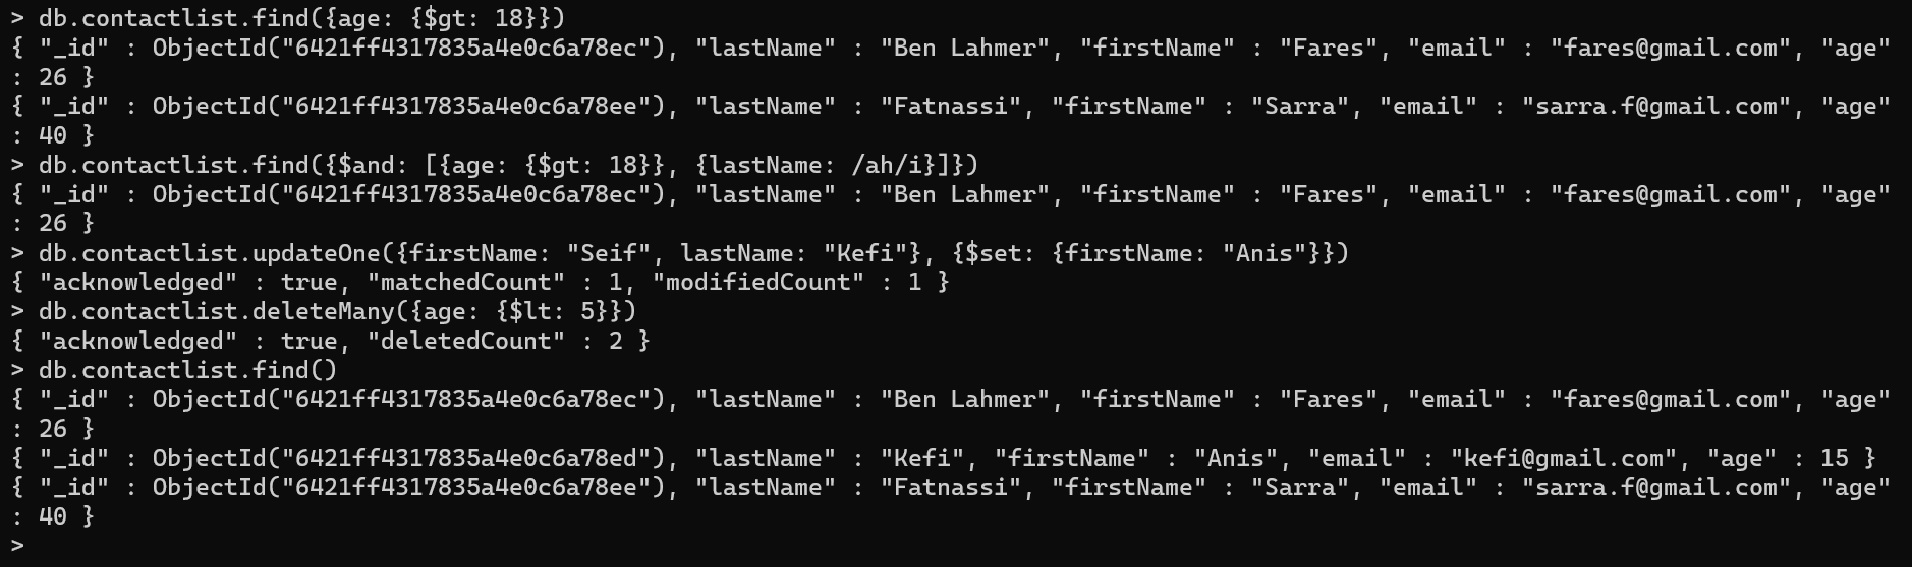 > db.contactlist.find({age: {$gt: 18}})
{ "_id" : ObjectId("6421ff4317835a4e0c6a78ec"), "lastName" : "Ben Lahmer", "firstName" : "Fares", "email" : "fares@gmail.com", "age"
: 26 }
{ "_id" : ObjectId("6421ff4317835a4e0c6a78ee"), "lastName" : "Fatnassi", "firstName" : "Sarra", "email" : "sarra.f@gmail.com", "age"
: 40 }
> db.contactlist.find({$and: [{age: {$gt: 18}}, {lastName: /ah/i}]})
{ "_id" : ObjectId("6421ff4317835a4e0c6a78ec"), "lastName" : "Ben Lahmer", "firstName" : "Fares", "email" : "fares@gmail.com", "age"
: 26 }
> db.contactlist.updateOne({firstName: "Seif", lastName: "Kefi"}, {$set: {firstName: "Anis"}})
{ "acknowledged" : true, "matchedCount" : 1, "modifiedCount" : 1 }
> db.contactlist.deleteMany({age: {$lt: 5}})
{ "acknowledged" : true, "deletedCount" : 2 }
> db.contactlist.find()
{ "_id" : ObjectId("6421ff4317835a4e0c6a78ec"), "lastName" : "Ben Lahmer", "firstName" : "Fares", "email" : "fares@gmail.com", "age"
: 26 }
{ "_id" : ObjectId("6421ff4317835a4e0c6a78ed"), "lastName" : "Kefi", "firstName" : "Anis", "email" : "kefi@gmail.com", "age" : 15 }
{ "_id" : ObjectId("6421ff4317835a4e0c6a78ee"), "lastName" : "Fatnassi", "firstName" : "Sarra", "email" : "sarra.f@gmail.com", "age"
: 40 }
>